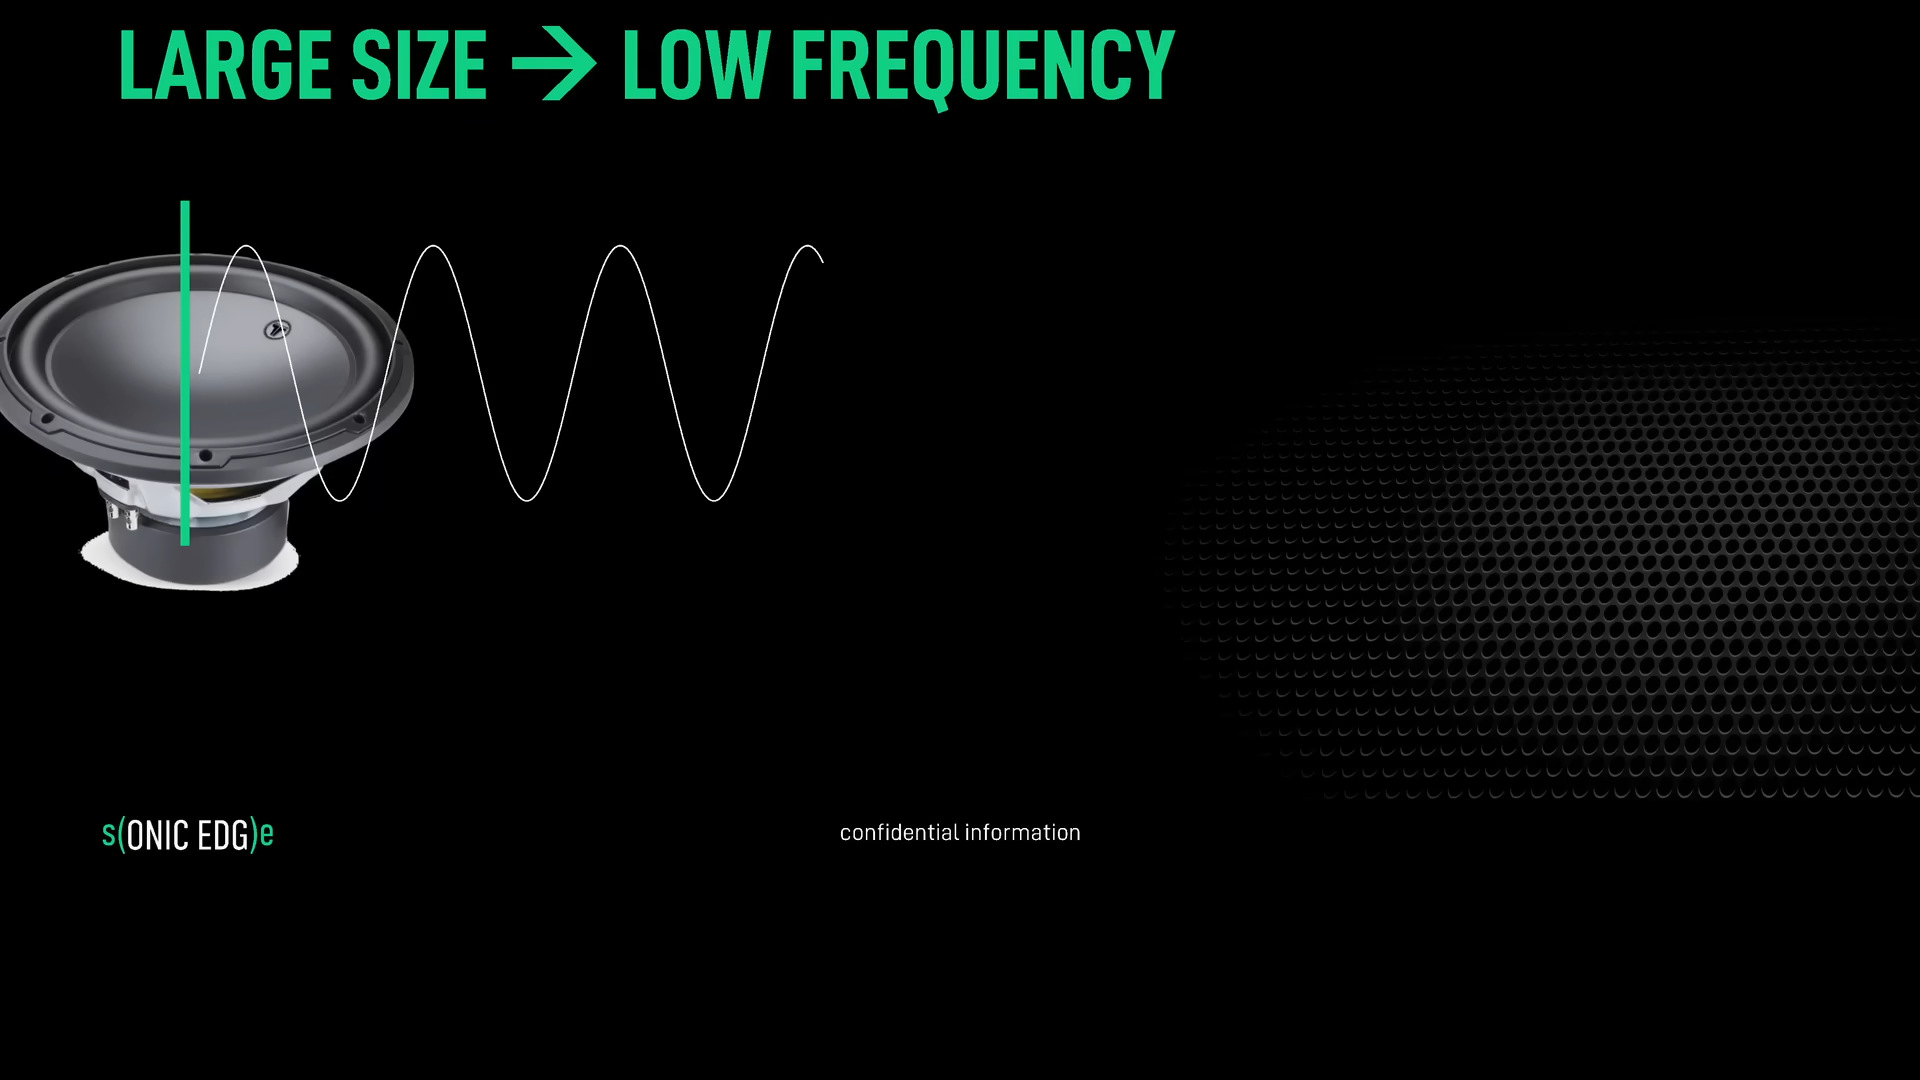 LARGE SIZE → LOW FREQUENCY
s(ONIC EDG)e
confidential information